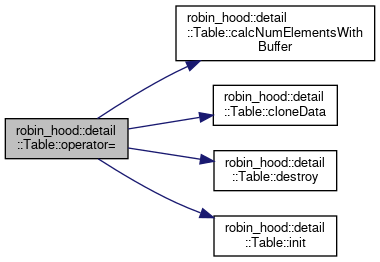 robin_hood::detail
::Table::operator=
robin_hood::detail
::Table::calcNumElementsWith
Buffer
robin_hood::detail
::Table::cloneData
robin_hood::detail
::Table::destroy
robin_hood::detail
::Table::init